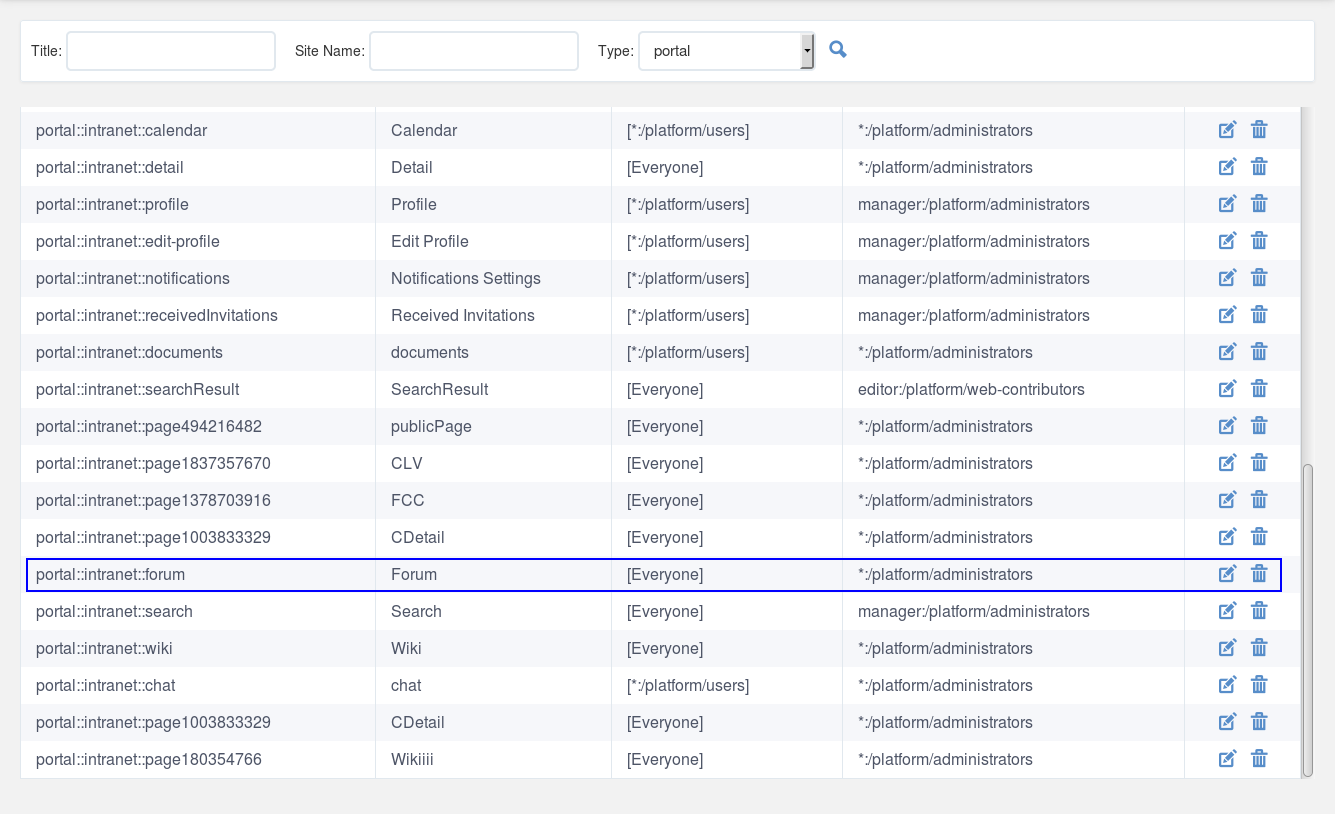 Title: Site Name: Type: portal
portal::intranet::calendar Calendar [*:/platform/users] *:/platform/administrators
portal::intranet::detail Detail [Everyone] *:/platform/administrators
portal::intranet::profile Profile [*:/platform/users] manager:/platform/administrators
portal::intranet::edit-profile Edit Profile [*:/platform/users] manager:/platform/administrators
portal::intranet::notifications Notifications Settings [*:/platform/users] manager:/platform/administrators
portal::intranet::receivedInvitations Received Invitations [*:/platform/users] manager:/platform/administrators
portal::intranet::documents documents [*:/platform/users] *:/platform/administrators
portal::intranet::searchResult SearchResult [Everyone] editor:/platform/web-contributors
portal::intranet::page494216482 publicPage [Everyone] *:/platform/administrators
portal::intranet::page1837357670 CLV [Everyone] *:/platform/administrators
portal::intranet::page1378703916 FCC [Everyone] *:/platform/administrators
portal::intranet::page1003833329 CDetail [Everyone] *:/platform/administrators
portal::intranet::forum Forum [Everyone] *:/platform/administrators
portal::intranet::search Search [Everyone] manager:/platform/administrators
portal::intranet::wiki Wiki [Everyone] *:/platform/administrators
portal::intranet::chat chat [*:/platform/users] *:/platform/administrators
portal::intranet::page1003833329 CDetail [Everyone] *:/platform/administrators
portal::intranet::page180354766 Wikiiii [Everyone] *:/platform/administrators